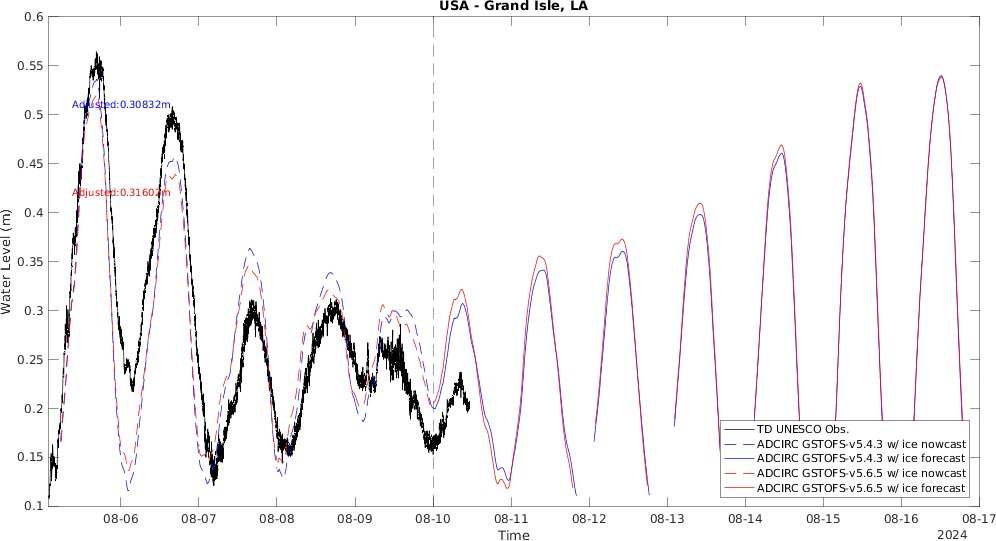 USA - Grand Isle, LA
0.6
0.55
0.5
0.45
0.4
0.35
0.3
0.25
0.2
0.15
0.1
Water Level (m)
Adjusted:0.30832m
Adjusted:0.31602m
TD UNESCO Obs.
ADCIRC GSTOFS-v5.4.3 w/ ice nowcast
ADCIRC GSTOFS-v5.4.3 w/ ice forecast
ADCIRC GSTOFS-v5.6.5 w/ ice nowcast
ADCIRC GSTOFS-v5.6.5 w/ ice forecast
08-06 08-07 08-08 08-09 08-10 08-11 08-12 08-13 08-14 08-15 08-16 08-17
Time
2024